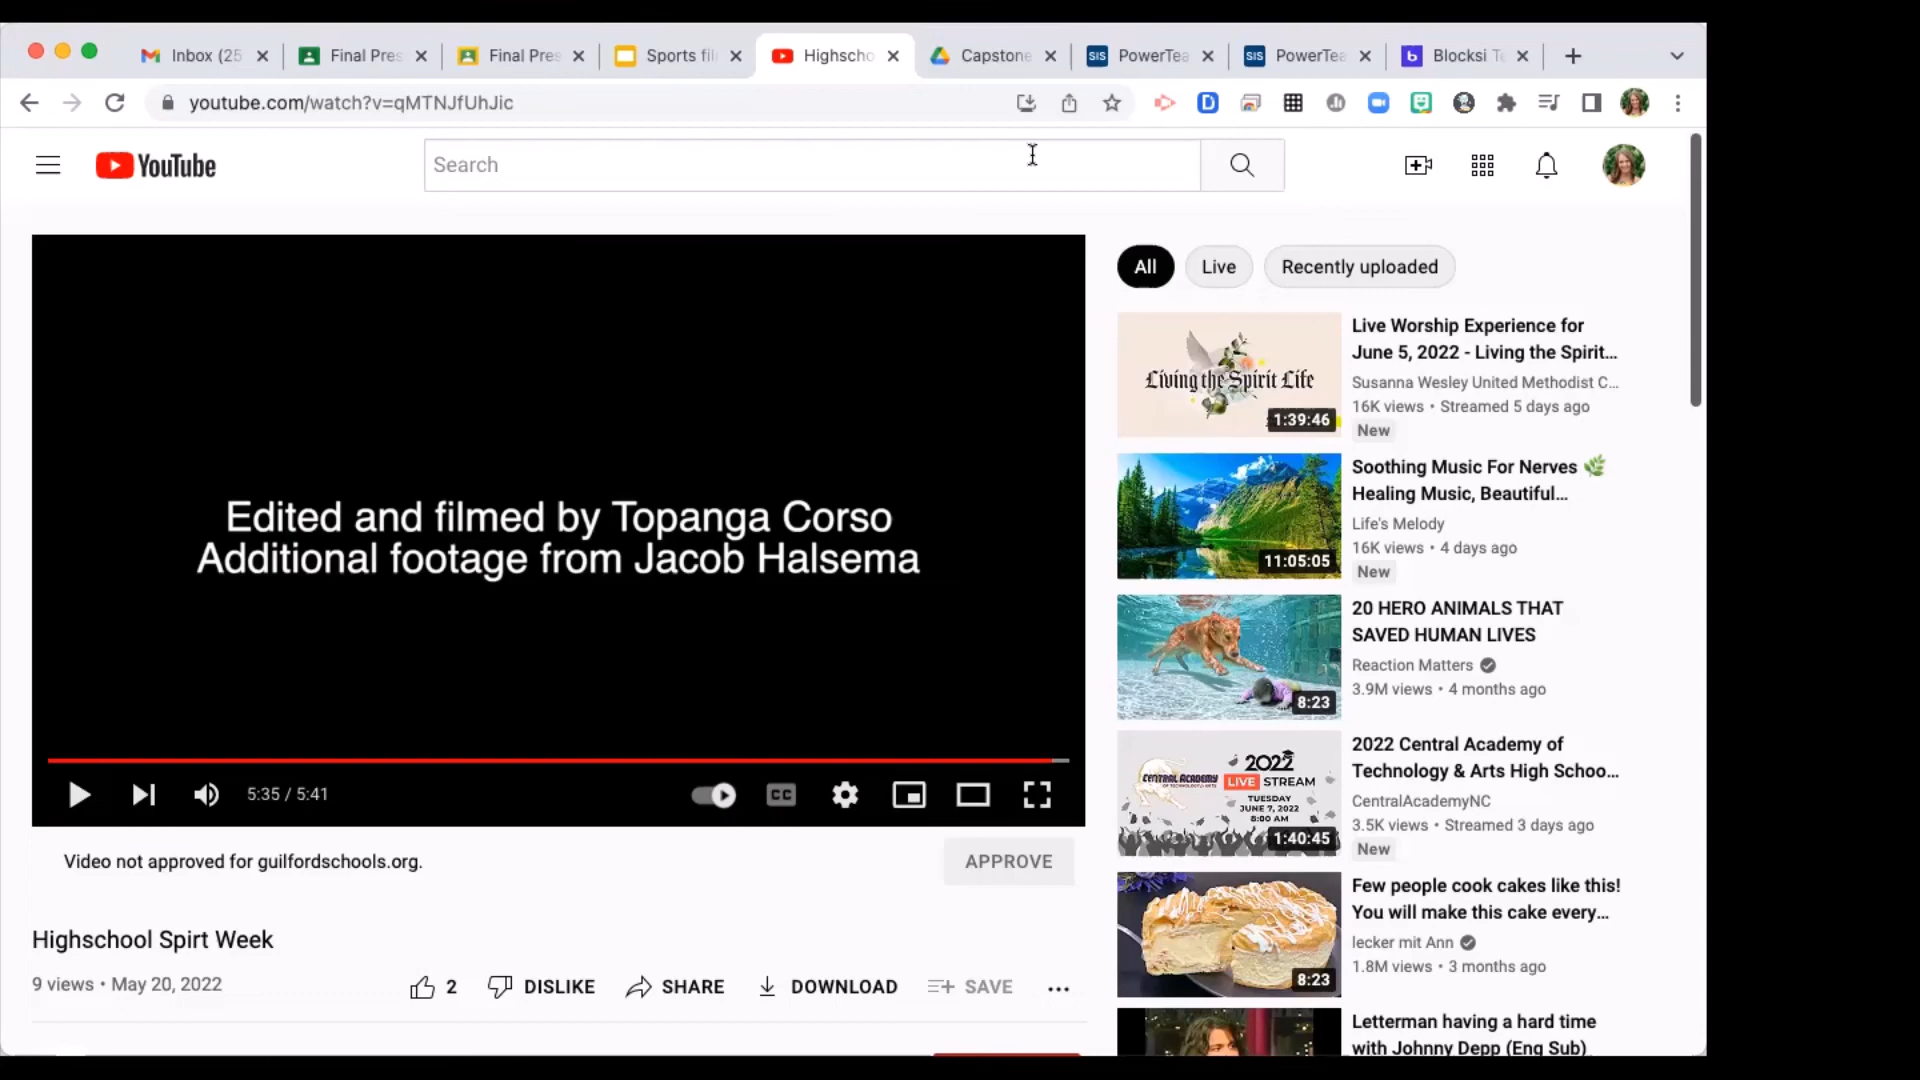 Inbox (25
Final Pres
Final Pres
Sports fil
Highscho
Capstone
SIS
PowerTea
SIS
PowerTea
b
Blocksi Te
youtube.com/watch?v=qMTNJfUhJic
D
YouTube
Search
Edited and filmed by Topanga Corso
Additional footage from Jacob Halsema
5:35 / 5:41
CC
Video not approved for guilfordschools.org.
APPROVE
Highschool Spirt Week
9 views • May 20, 2022
2
DISLIKE
SHARE
DOWNLOAD
SAVE
All
Live
Recently uploaded
Living the Spirit Life
1:39:46
Live Worship Experience for
June 5, 2022 - Living the Spirit...
Susanna Wesley United Methodist C...
16K views • Streamed 5 days ago
New
11:05:05
Soothing Music For Nerves 🌿
Healing Music, Beautiful...
Life's Melody
16K views • 4 days ago
New
8:23
20 HERO ANIMALS THAT
SAVED HUMAN LIVES
Reaction Matters
3.9M views • 4 months ago
CENTRAL ACADEMY
OF TECHNOLOGY & ARTS
2022
LIVE STREAM
TUESDAY
JUNE 7, 2022
8:00 AM
1:40:45
2022 Central Academy of
Technology & Arts High Schoo...
CentralAcademyNC
3.5K views • Streamed 3 days ago
New
8:23
Few people cook cakes like this!
You will make this cake every...
lecker mit Ann
1.8M views • 3 months ago
Letterman having a hard time
with Johnny Depp (Eng Sub)